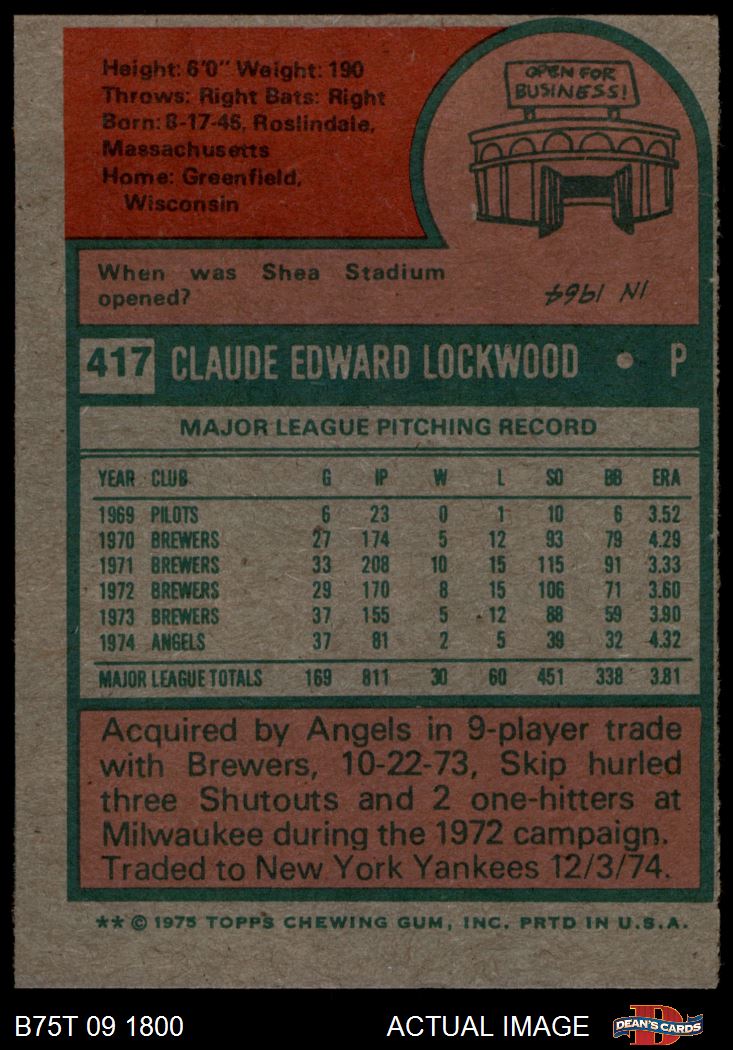 Height: 6'0" Weight: 190
Throws: Right Bats: Right
Born: 8-17-46, Roslindale,
Massachusetts
Home: Greenfield,
Wisconsin
OPEN FOR
BUSINESS!
When was Shea Stadium
opened?
IN 1964
417 CLAUDE EDWARD LOCKWOOD • P
MAJOR LEAGUE PITCHING RECORD
YEAR CLUB G IP W L SO BB ERA
1969 PILOTS 6 23 0 1 10 6 3.52
1970 BREWERS 27 174 5 12 93 79 4.29
1971 BREWERS 33 208 10 15 115 91 3.33
1972 BREWERS 29 170 8 15 106 71 3.60
1973 BREWERS 37 155 5 12 88 59 3.90
1974 ANGELS 37 81 2 5 39 32 4.32
MAJOR LEAGUE TOTALS 169 811 30 60 451 338 3.81
Acquired by Angels in 9-player trade
with Brewers, 10-22-73, Skip hurled
three Shutouts and 2 one-hitters at
Milwaukee during the 1972 campaign.
Traded to New York Yankees 12/3/74.
** © 1975 TOPPS CHEWING GUM, INC. PRTD IN U.S.A.
B75T 09 1800 ACTUAL IMAGE DEAN'S CARDS